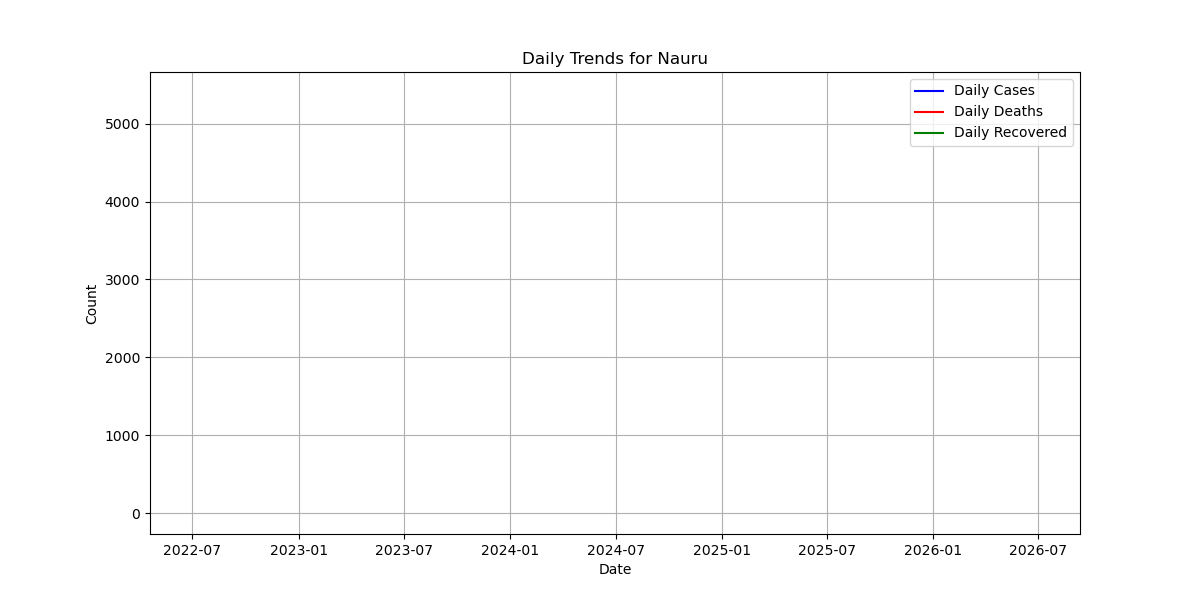 Daily Trends for Nauru
Daily Cases
Daily Deaths
Daily Recovered
5000
4000
3000
2000
1000
0
Count
2022-07 2023-01 2023-07 2024-01 2024-07 2025-01 2025-07 2026-01 2026-07
Date